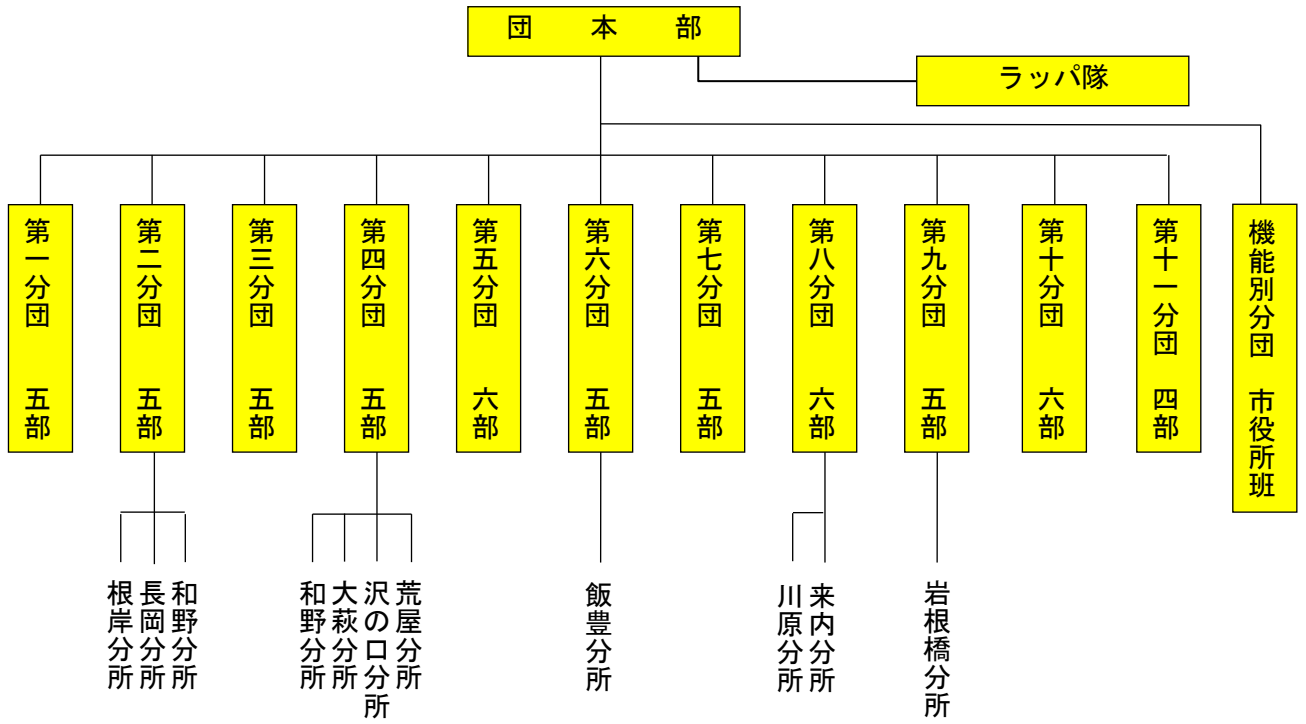 団　本　部
ラッパ隊
第一分団　五部
第二分団　五部
第三分団　五部
第四分団　五部
第五分団　六部
第六分団　五部
第七分団　五部
第八分団　六部
第九分団　五部
第十分団　六部
第十一分団　四部
機能別分団　市役所班
根岸分所
長岡分所
和野分所
和野分所
大萩分所
沢の口分所
荒屋分所
飯豊分所
川原分所
来内分所
岩根橋分所